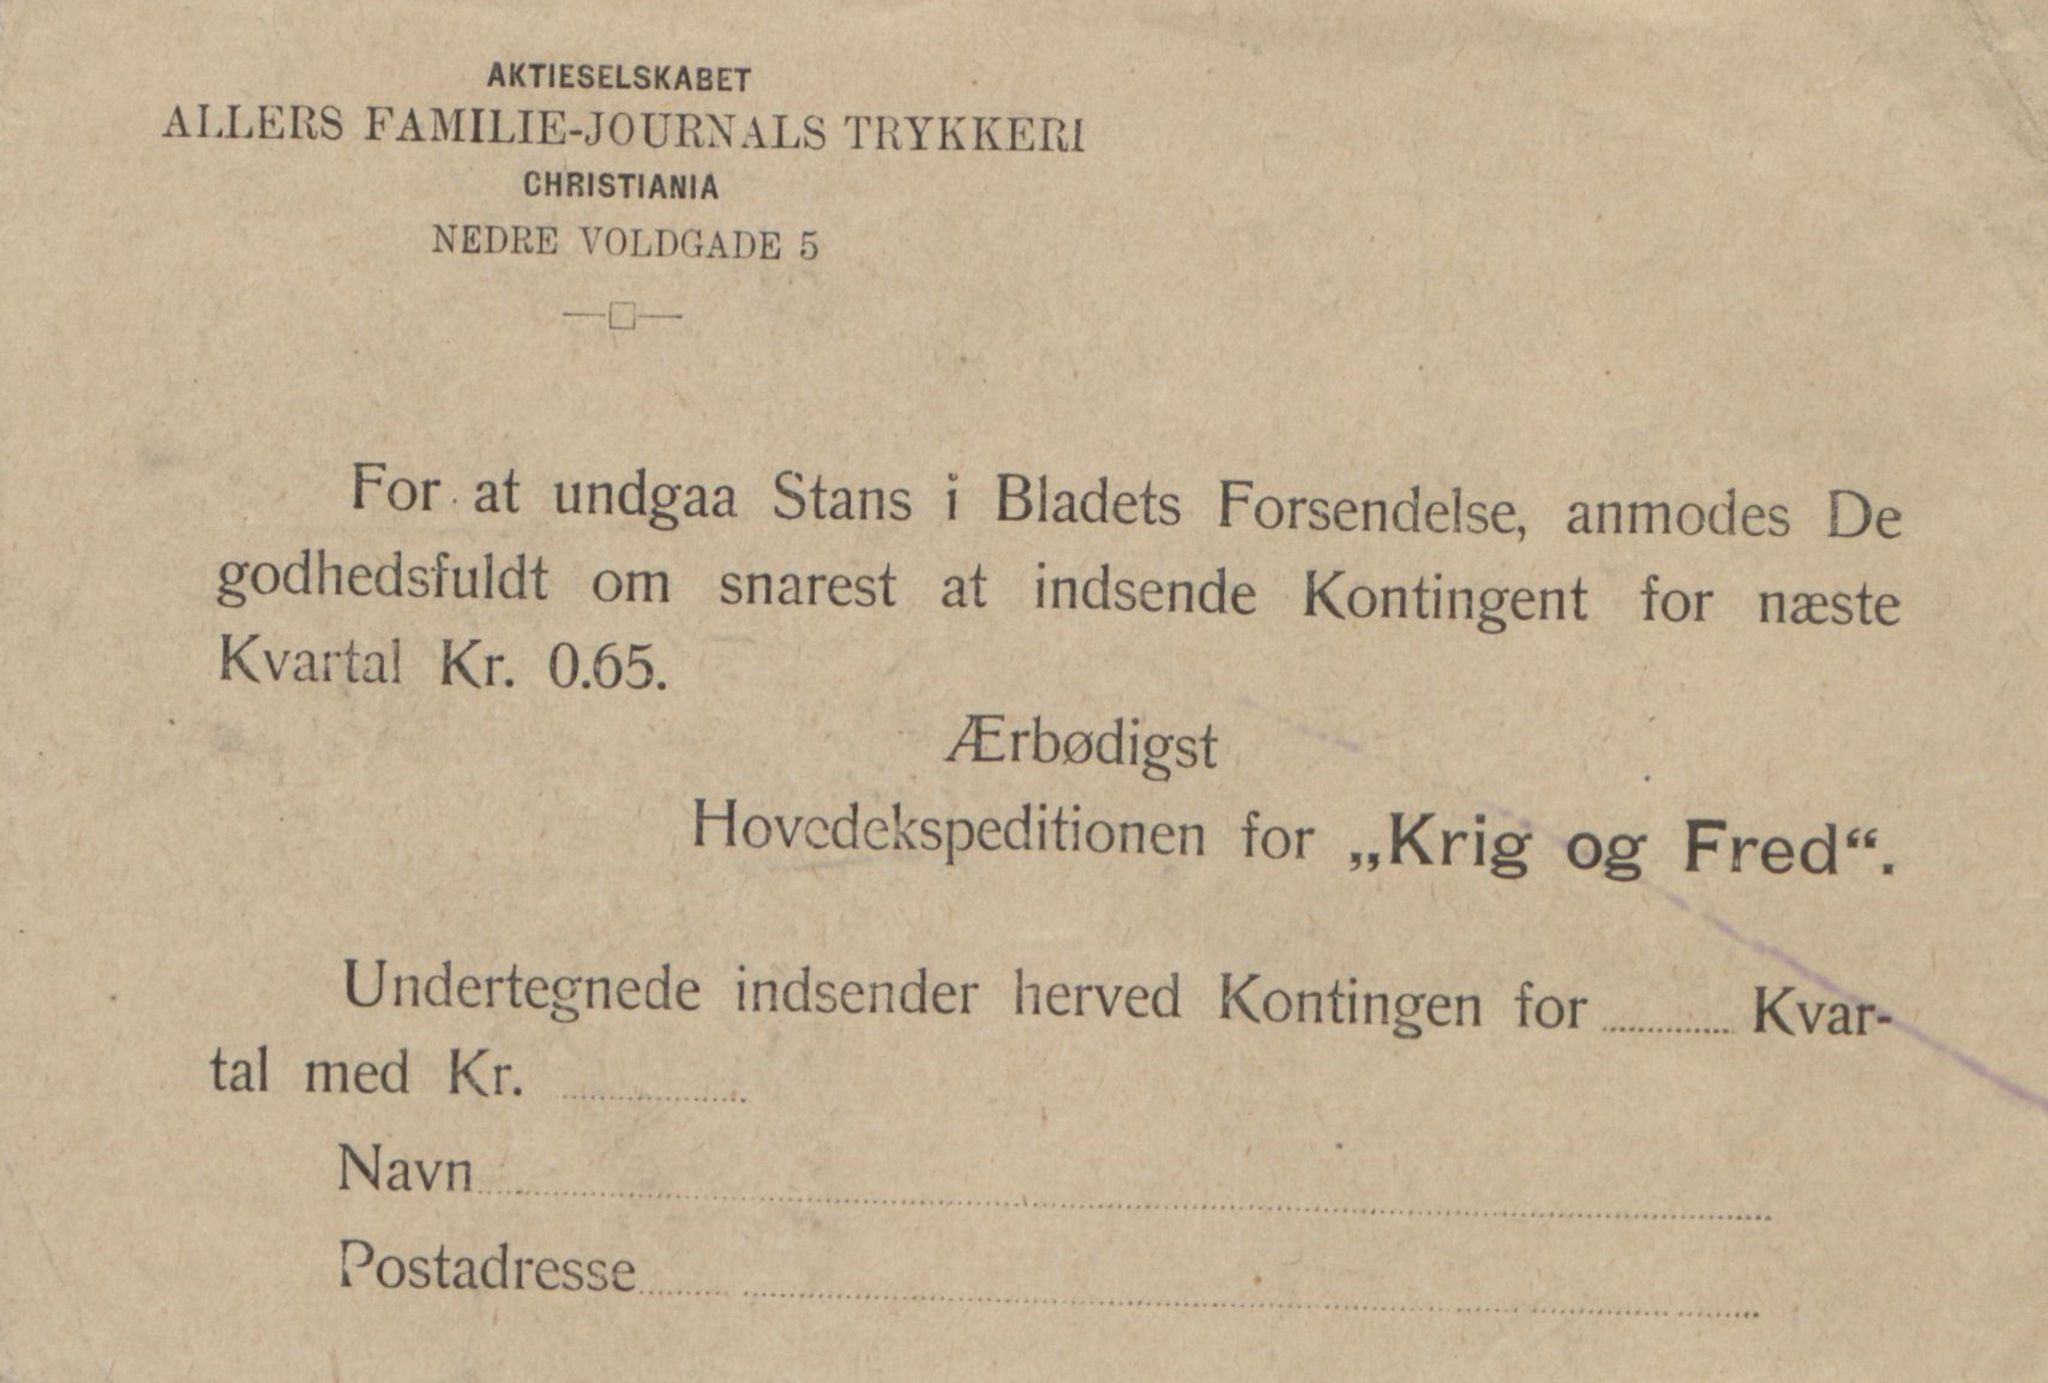 AKTIESELSKABET
ALLERS FAMILIE-JOURNALS TRYKKERI
CHRISTIANIA
NEDRE VOLDGADE 5
For at undgaa Stans i Bladets Forsendelse, anmodes De
godhedsfuldt om snarest at indsende Kontingent for næste
Kvartal Kr. 0.65.
Ærbødigst
Hovedekspeditionen for „Krig og Fred“.
Undertegnede indsender herved Kontingen for ............ Kvar-
tal med Kr. ............
Navn............
Postadresse............